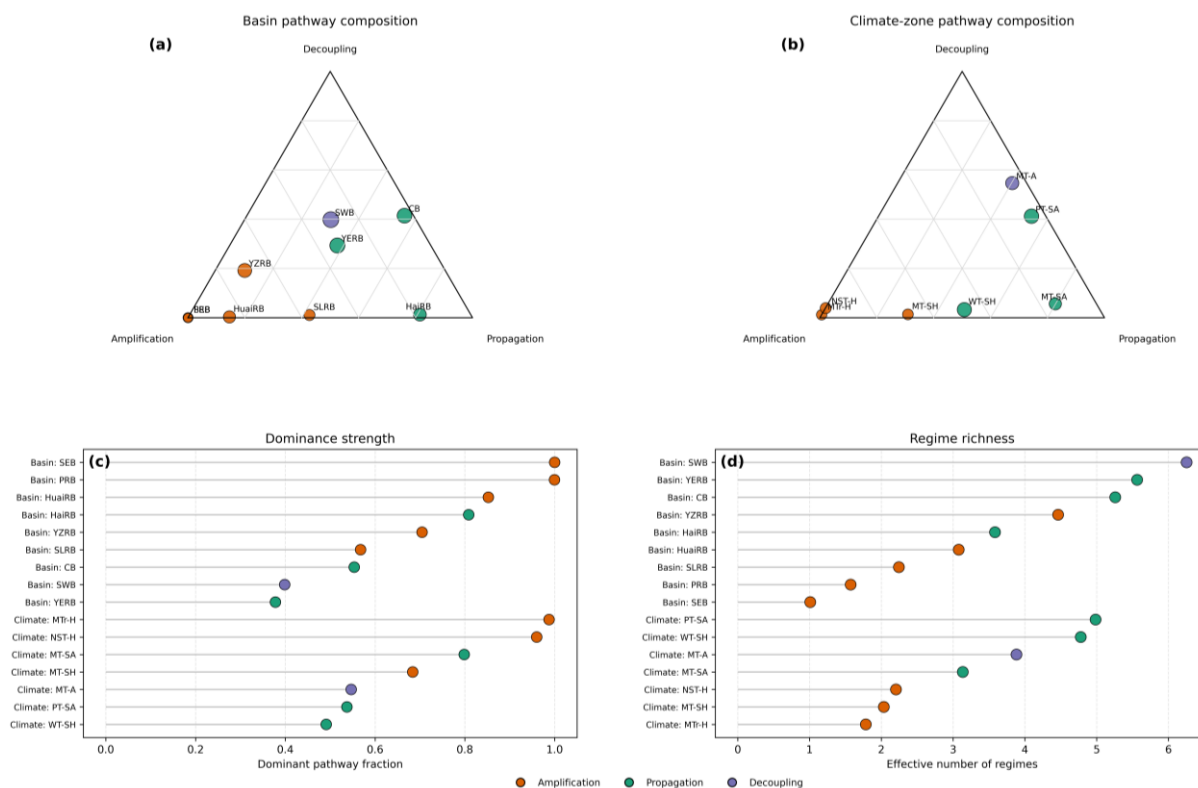 Basin pathway composition
(a)
Decoupling
SWB
CB
YERB
YZRB
HuaiRB
SLRB
HaiRB
Amplification
Propagation
Climate-zone pathway composition
(b)
Decoupling
MT-A
PT-SA
NST-H
MTr-H
MT-SH
WT-SH
MT-SA
Amplification
Propagation
Dominance strength
(c)
Basin: SEB
Basin: PRB
Basin: HuaiRB
Basin: HaiRB
Basin: YZRB
Basin: SLRB
Basin: CB
Basin: SWB
Basin: YERB
Climate: MTr-H
Climate: NST-H
Climate: MT-SA
Climate: MT-SH
Climate: MT-A
Climate: PT-SA
Climate: WT-SH
0.0 0.2 0.4 0.6 0.8 1.0
Dominant pathway fraction
Regime richness
(d)
Basin: SWB
Basin: YERB
Basin: CB
Basin: YZRB
Basin: HaiRB
Basin: HuaiRB
Basin: SLRB
Basin: PRB
Basin: SEB
Climate: PT-SA
Climate: WT-SH
Climate: MT-A
Climate: MT-SA
Climate: NST-H
Climate: MT-SH
Climate: MTr-H
0 1 2 3 4 5 6
Effective number of regimes
Amplification Propagation Decoupling